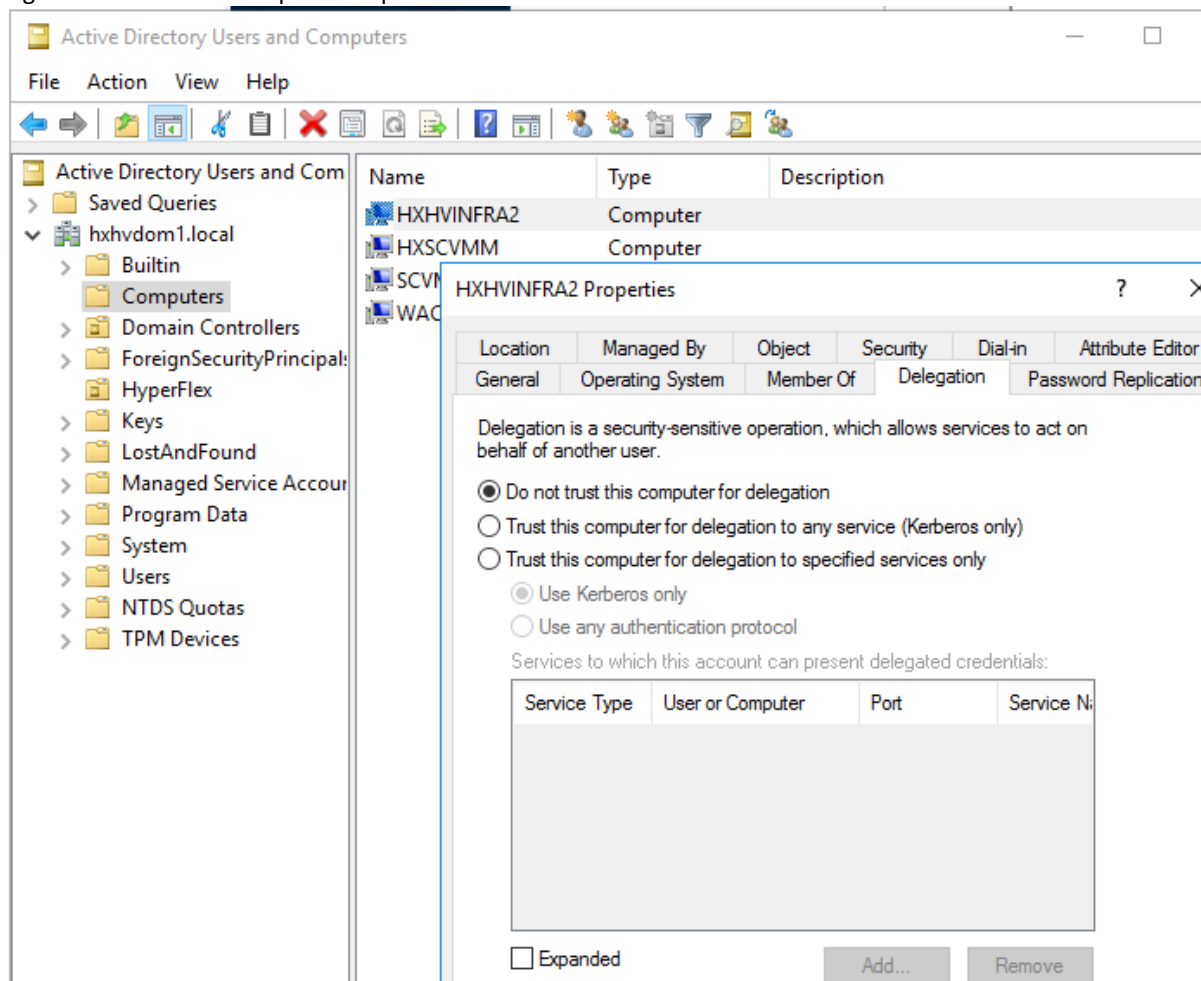 Active Directory Users and Computers
File Action View Help
Active Directory Users and Com
Saved Queries
hxhvdom1.local
Builtin
Computers
Domain Controllers
ForeignSecurityPrincipal
HyperFlex
Keys
LostAndFound
Managed Service Accour
Program Data
System
Users
NTDS Quotas
TPM Devices
Name Type Description
HXHVINFRA2 Computer
HXSCVMM Computer
SCVM
WAC
HXHVINFRA2 Properties
Location Managed By Object Security Dial-in Attribute Editor
General Operating System Member Of Delegation Password Replication
Delegation is a security-sensitive operation, which allows services to act on
behalf of another user.
Do not trust this computer for delegation
Trust this computer for delegation to any service (Kerberos only)
Trust this computer for delegation to specified services only
Use Kerberos only
Use any authentication protocol
Services to which this account can present delegated credentials:
Service Type User or Computer Port Service Na
Expanded Add... Remove